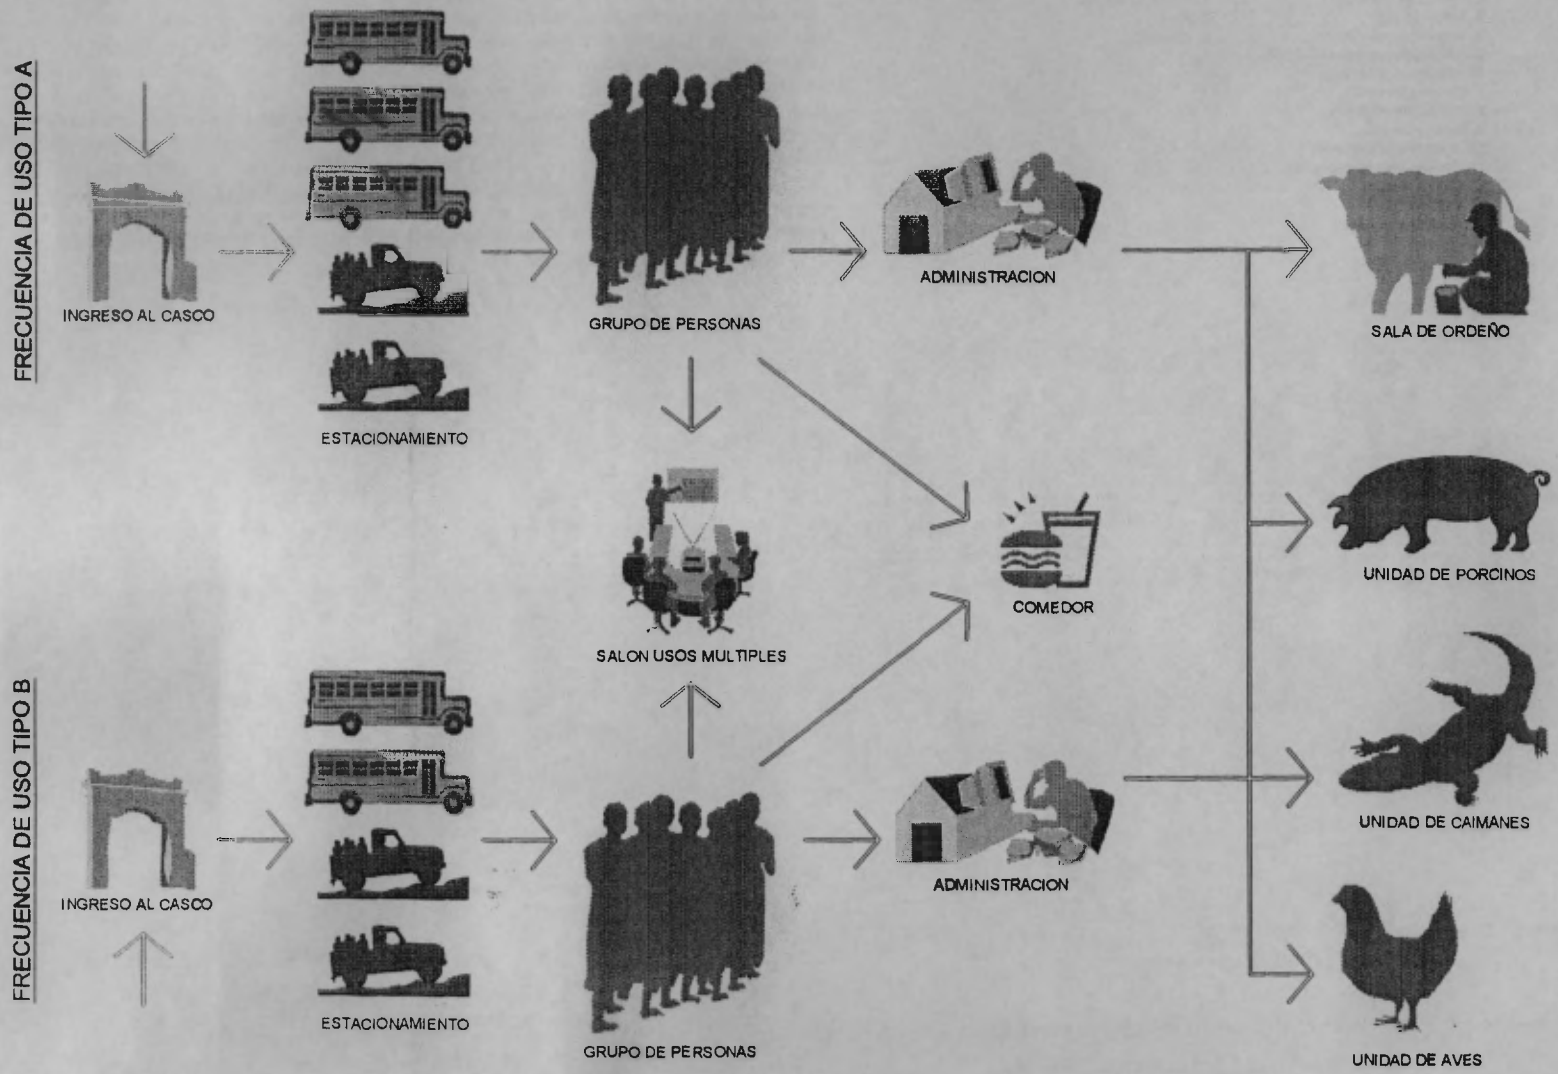 FRECUENCIA DE USO TIPO A
INGRESO AL CASCO
ESTACIONAMIENTO
GRUPO DE PERSONAS
ADMINISTRACION
SALA DE ORDEÑO
UNIDAD DE PORCINOS
COMEDOR
SALON USOS MULTIPLES
FRECUENCIA DE USO TIPO B
INGRESO AL CASCO
ESTACIONAMIENTO
GRUPO DE PERSONAS
ADMINISTRACION
UNIDAD DE CAIMANES
UNIDAD DE AVES